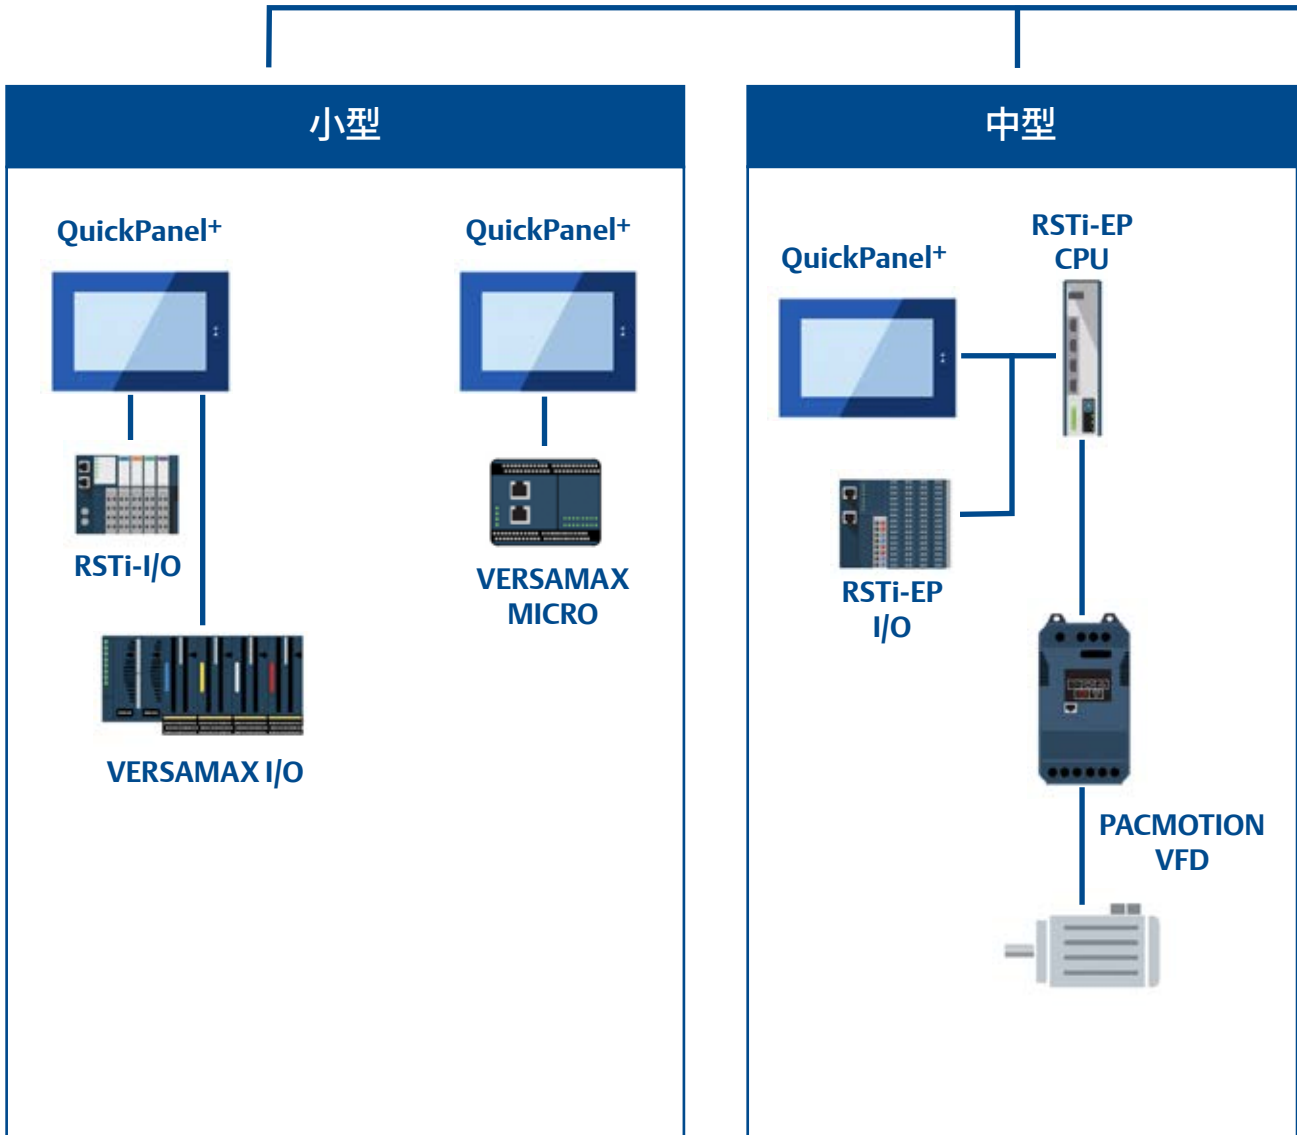 小型
QuickPanel+
RSTi-I/O
VERSAMAX I/O
QuickPanel+
VERSAMAX
MICRO
中型
QuickPanel+
RSTi-EP
CPU
RSTi-EP
I/O
PACMOTION
VFD